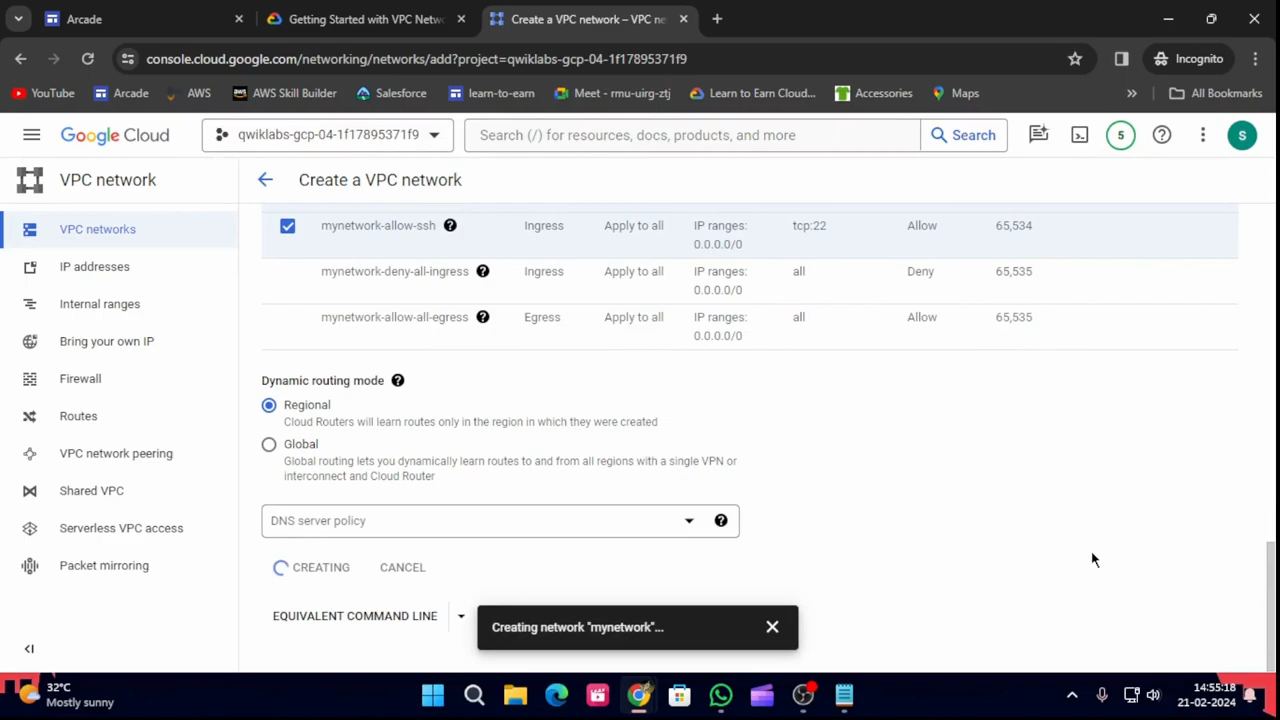 Arcade
Getting Started with VPC Netwo
Create a VPC network – VPC ne
console.cloud.google.com/networking/networks/add?project=qwiklabs-gcp-04-1f17895371f9
Incognito
YouTube
Arcade
AWS
AWS Skill Builder
Salesforce
learn-to-earn
Meet - rmu-uirg-ztj
Learn to Earn Cloud...
Accessories
Maps
All Bookmarks
Google Cloud
qwiklabs-gcp-04-1f17895371f9
Search (/) for resources, docs, products, and more
Search
5
S
VPC network
Create a VPC network
VPC networks
IP addresses
Internal ranges
Bring your own IP
Firewall
Routes
VPC network peering
Shared VPC
Serverless VPC access
Packet mirroring
mynetwork-allow-ssh Ingress Apply to all IP ranges: tcp:22 Allow 65,534
0.0.0.0/0
mynetwork-deny-all-ingress Ingress Apply to all IP ranges: all Deny 65,535
0.0.0.0/0
mynetwork-allow-all-egress Egress Apply to all IP ranges: all Allow 65,535
0.0.0.0/0
Dynamic routing mode
Regional
Cloud Routers will learn routes only in the region in which they were created
Global
Global routing lets you dynamically learn routes to and from all regions with a single VPN or
interconnect and Cloud Router
DNS server policy
CREATING CANCEL
EQUIVALENT COMMAND LINE
Creating network "mynetwork"...
32°C
Mostly sunny
14:55:18
21-02-2024